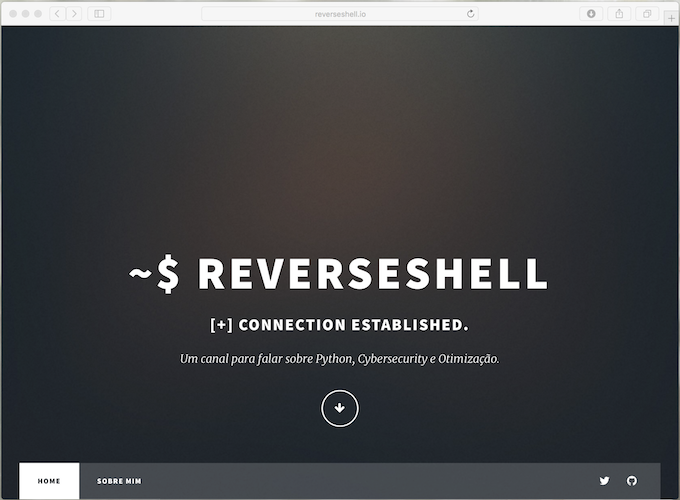 reverseshell.io
~$ REVERSESHELL
[+] CONNECTION ESTABLISHED.
Um canal para falar sobre Python, Cybersecurity e Otimização.
HOME SOBRE MIM